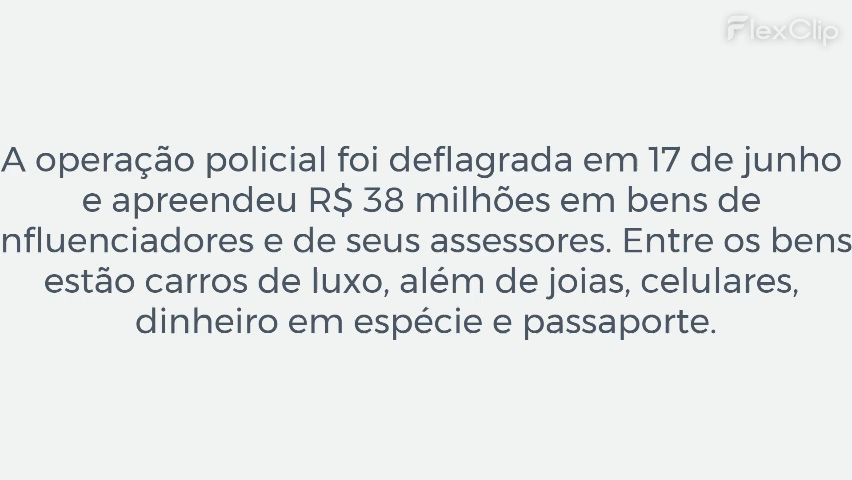 FlexClip
A operação policial foi deflagrada em 17 de junho
e apreendeu R$ 38 milhões em bens de
nfluenciadores e de seus assessores. Entre os bens
estão carros de luxo, além de joias, celulares,
dinheiro em espécie e passaporte.